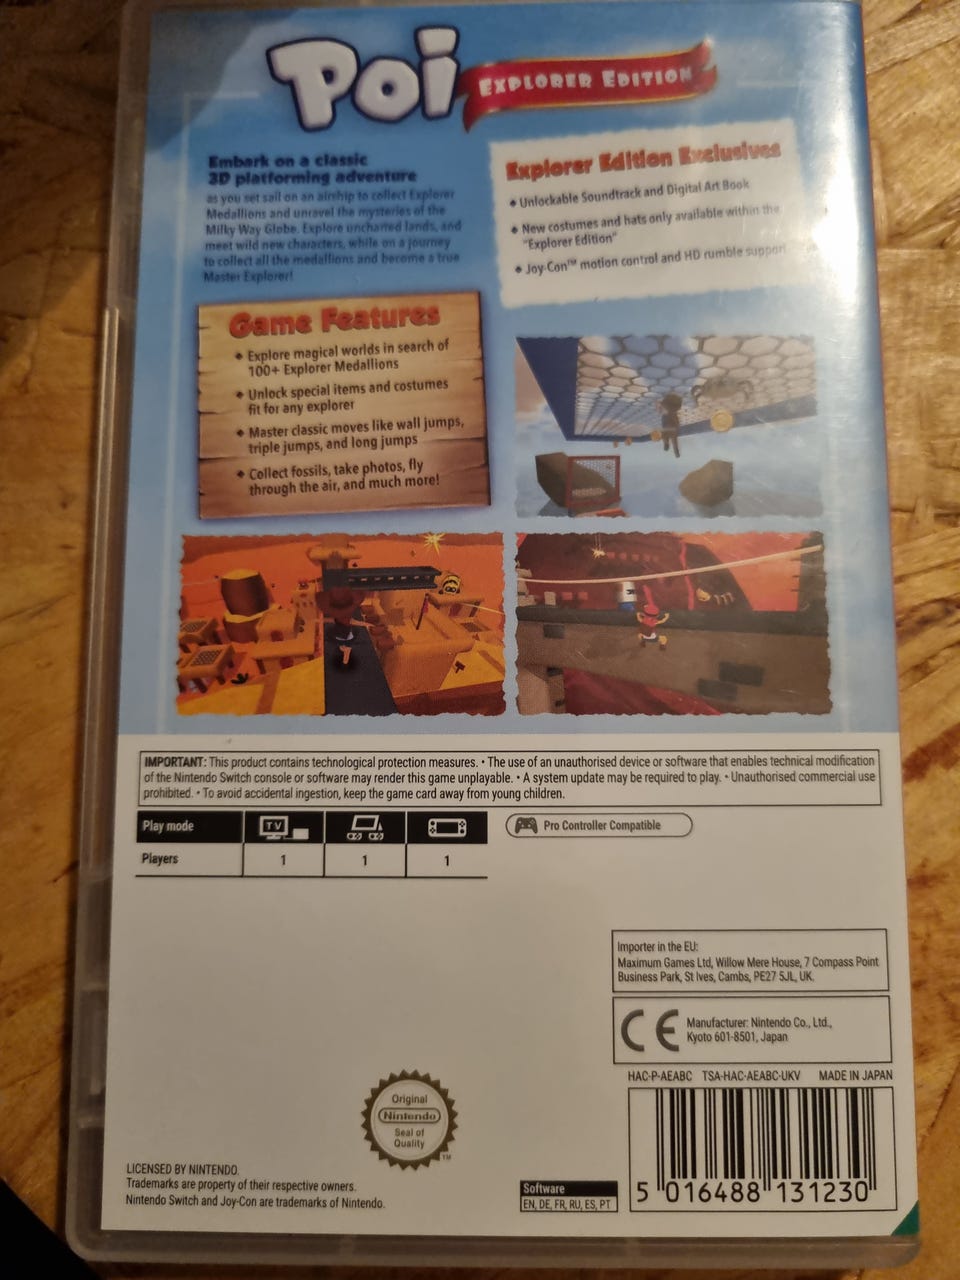 Poi
EXPLORER EDITION
Embark on a classic
3D platforming adventure
as you set sail on an airship to collect Explorer
Medallions and unravel the mysteries of the
Milky Way Globe. Explore uncharted lands, and
meet wild new characters, while on a journey
to collect all the medallions and become a true
Master Explorer!
Explorer Edition Exclusives
• Unlockable Soundtrack and Digital Art Book
• New costumes and hats only available within the
"Explorer Edition"
• Joy-Con™ motion control and HD rumble support
Game Features
• Explore magical worlds in search of
100+ Explorer Medallions
• Unlock special items and costumes
fit for any explorer
• Master classic moves like wall jumps,
triple jumps, and long jumps
• Collect fossils, take photos, fly
through the air, and much more!
IMPORTANT: This product contains technological protection measures. • The use of an unauthorised device or software that enables technical modification
of the Nintendo Switch console or software may render this game unplayable. • A system update may be required to play. • Unauthorised commercial use
prohibited. • To avoid accidental ingestion, keep the game card away from young children.
Play mode TV
Pro Controller Compatible
Players 1 1 1
Importer in the EU:
Maximum Games Ltd, Willow Mere House, 7 Compass Point
Business Park, St Ives, Cambs, PE27 5JL, UK.
CE
Manufacturer: Nintendo Co., Ltd.,
Kyoto 601-8501, Japan
HAC-P-AEABC TSA-HAC-AEABC-UKV MADE IN JAPAN
Original
Nintendo
Seal of
Quality
TM
LICENSED BY NINTENDO.
Trademarks are property of their respective owners.
Nintendo Switch and Joy-Con are trademarks of Nintendo.
Software
EN, DE, FR, RU, ES, PT
5 016488 131230